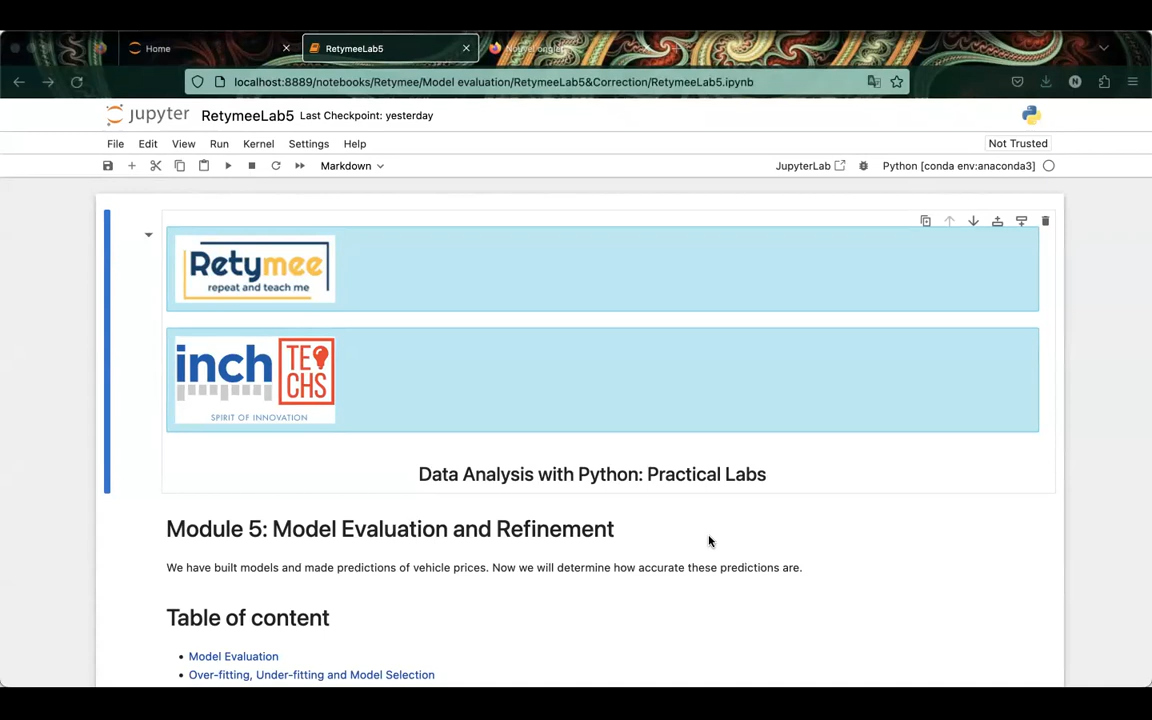 Home
RetymeeLab5
Nouvel onglet
localhost:8889/notebooks/Retymee/Model evaluation/RetymeeLab5&Correction/RetymeeLab5.ipynb
N
jupyter RetymeeLab5 Last Checkpoint: yesterday
File Edit View Run Kernel Settings Help
Not Trusted
Markdown
JupyterLab
Python [conda env:anaconda3]
Retymee
repeat and teach me
inch TECHS
SPIRIT OF INNOVATION
Data Analysis with Python: Practical Labs
Module 5: Model Evaluation and Refinement
We have built models and made predictions of vehicle prices. Now we will determine how accurate these predictions are.
Table of content
Model Evaluation
Over-fitting, Under-fitting and Model Selection